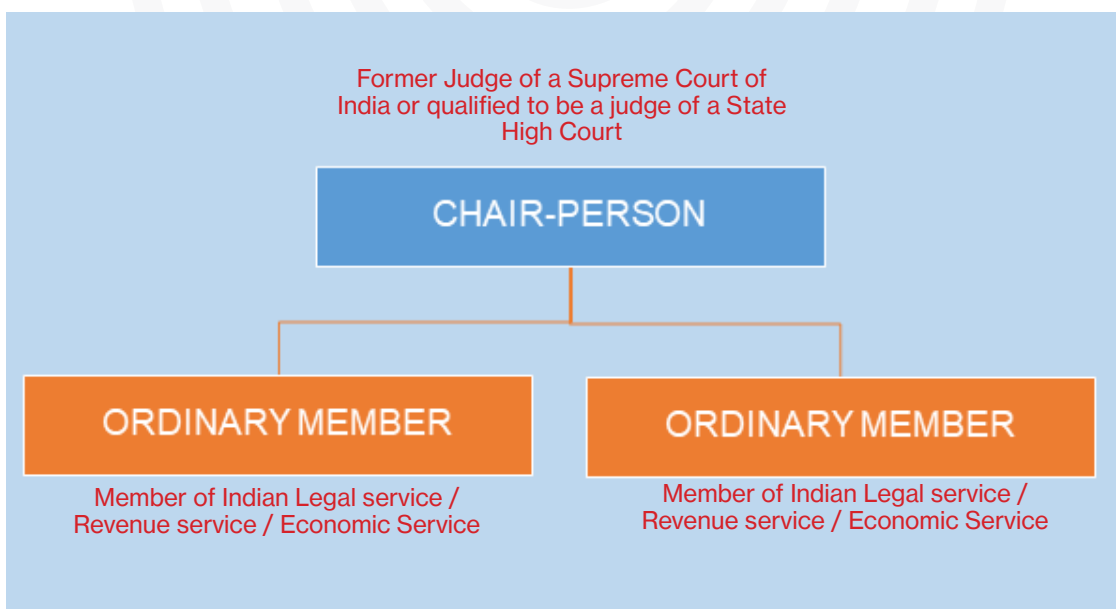 Former Judge of a Supreme Court of
India or qualified to be a judge of a State
High Court
CHAIR-PERSON
ORDINARY MEMBER
Member of Indian Legal service /
Revenue service / Economic Service
ORDINARY MEMBER
Member of Indian Legal service /
Revenue service / Economic Service